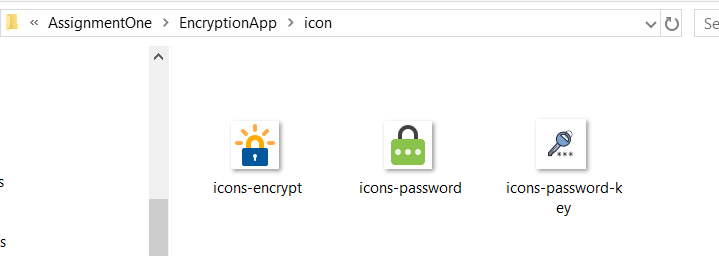 « AssignmentOne > EncryptionApp > icon
Se
s
icons-encrypt
icons-password
icons-password-k
ey
s